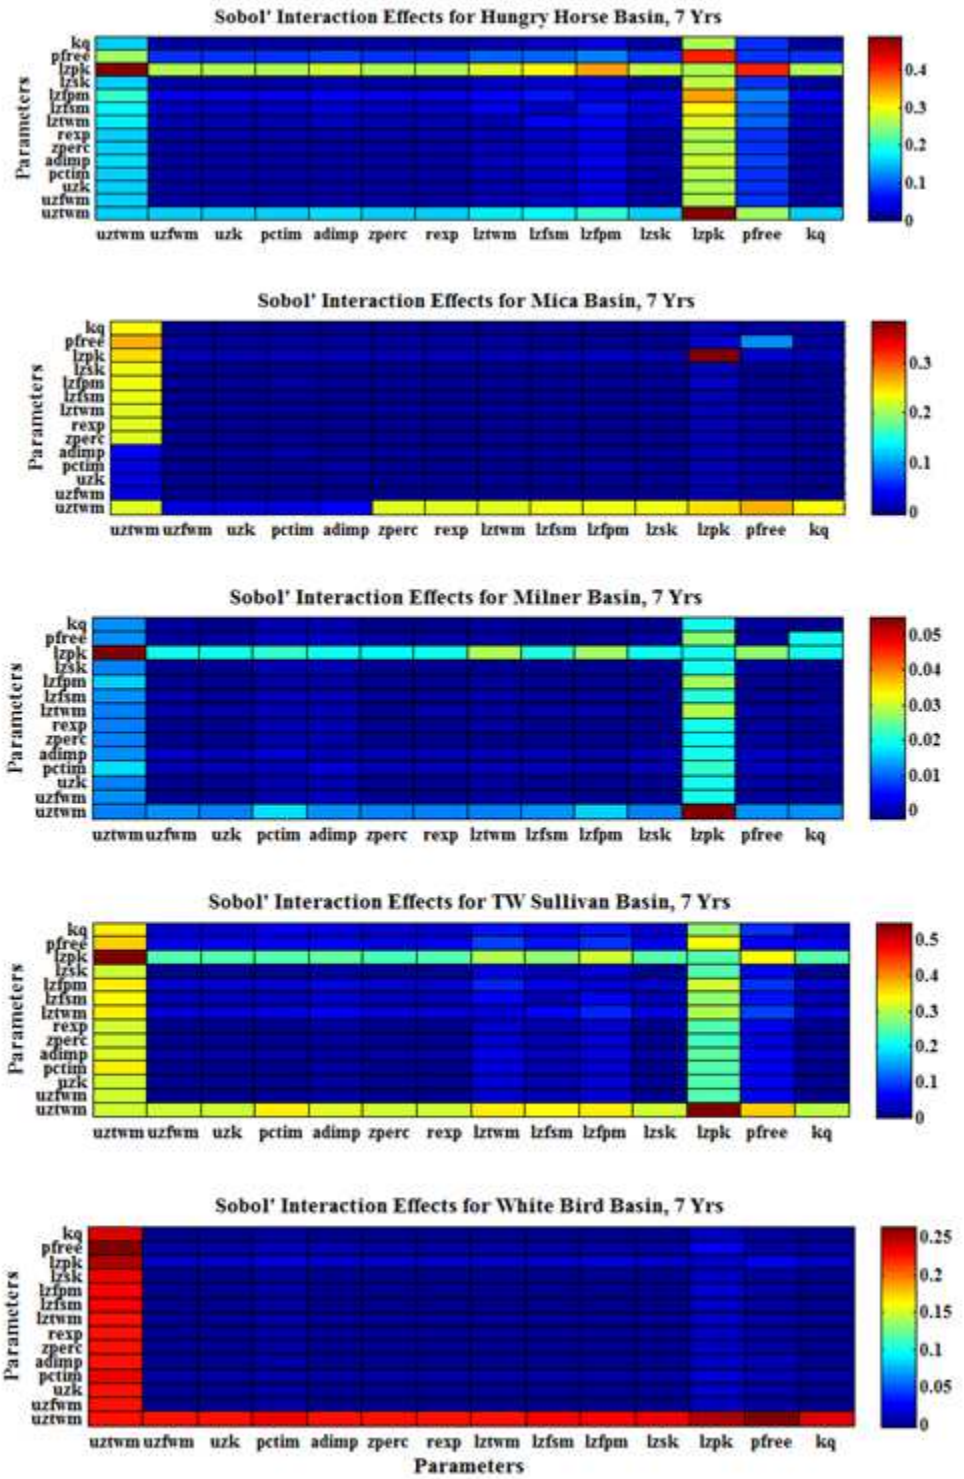 Sobol' Interaction Effects for Hungry Horse Basin, 7 Yrs
Parameters
kq
pfree
lzpk
lzsk
lzfpm
lzfsm
lztwm
rexp
zperc
adimp
pctim
uzk
uzfwm
uztwm
0.4
0.3
0.2
0.1
0
uztwm uzfwm uzk pctim adimp zperc rexp lztwm lzfsm lzfpm lzsk lzpk pfree kq
Sobol' Interaction Effects for Mica Basin, 7 Yrs
Parameters
kq
pfree
lzpk
lzsk
lzfpm
lzfsm
lztwm
rexp
zperc
adimp
pctim
uzk
uzfwm
uztwm
0.3
0.2
0.1
0
uztwm uzfwm uzk pctim adimp zperc rexp lztwm lzfsm lzfpm lzsk lzpk pfree kq
Sobol' Interaction Effects for Milner Basin, 7 Yrs
Parameters
kq
pfree
lzpk
lzsk
lzfpm
lzfsm
lztwm
rexp
zperc
adimp
pctim
uzk
uzfwm
uztwm
0.05
0.04
0.03
0.02
0.01
0
uztwm uzfwm uzk pctim adimp zperc rexp lztwm lzfsm lzfpm lzsk lzpk pfree kq
Sobol' Interaction Effects for TW Sullivan Basin, 7 Yrs
Parameters
kq
pfree
lzpk
lzsk
lzfpm
lzfsm
lztwm
rexp
zperc
adimp
pctim
uzk
uzfwm
uztwm
0.5
0.4
0.3
0.2
0.1
0
uztwm uzfwm uzk pctim adimp zperc rexp lztwm lzfsm lzfpm lzsk lzpk pfree kq
Sobol' Interaction Effects for White Bird Basin, 7 Yrs
Parameters
kq
pfree
lzpk
lzsk
lzfpm
lzfsm
lztwm
rexp
zperc
adimp
pctim
uzk
uzfwm
uztwm
0.25
0.2
0.15
0.1
0.05
0
uztwm uzfwm uzk pctim adimp zperc rexp lztwm lzfsm lzfpm lzsk lzpk pfree kq
Parameters